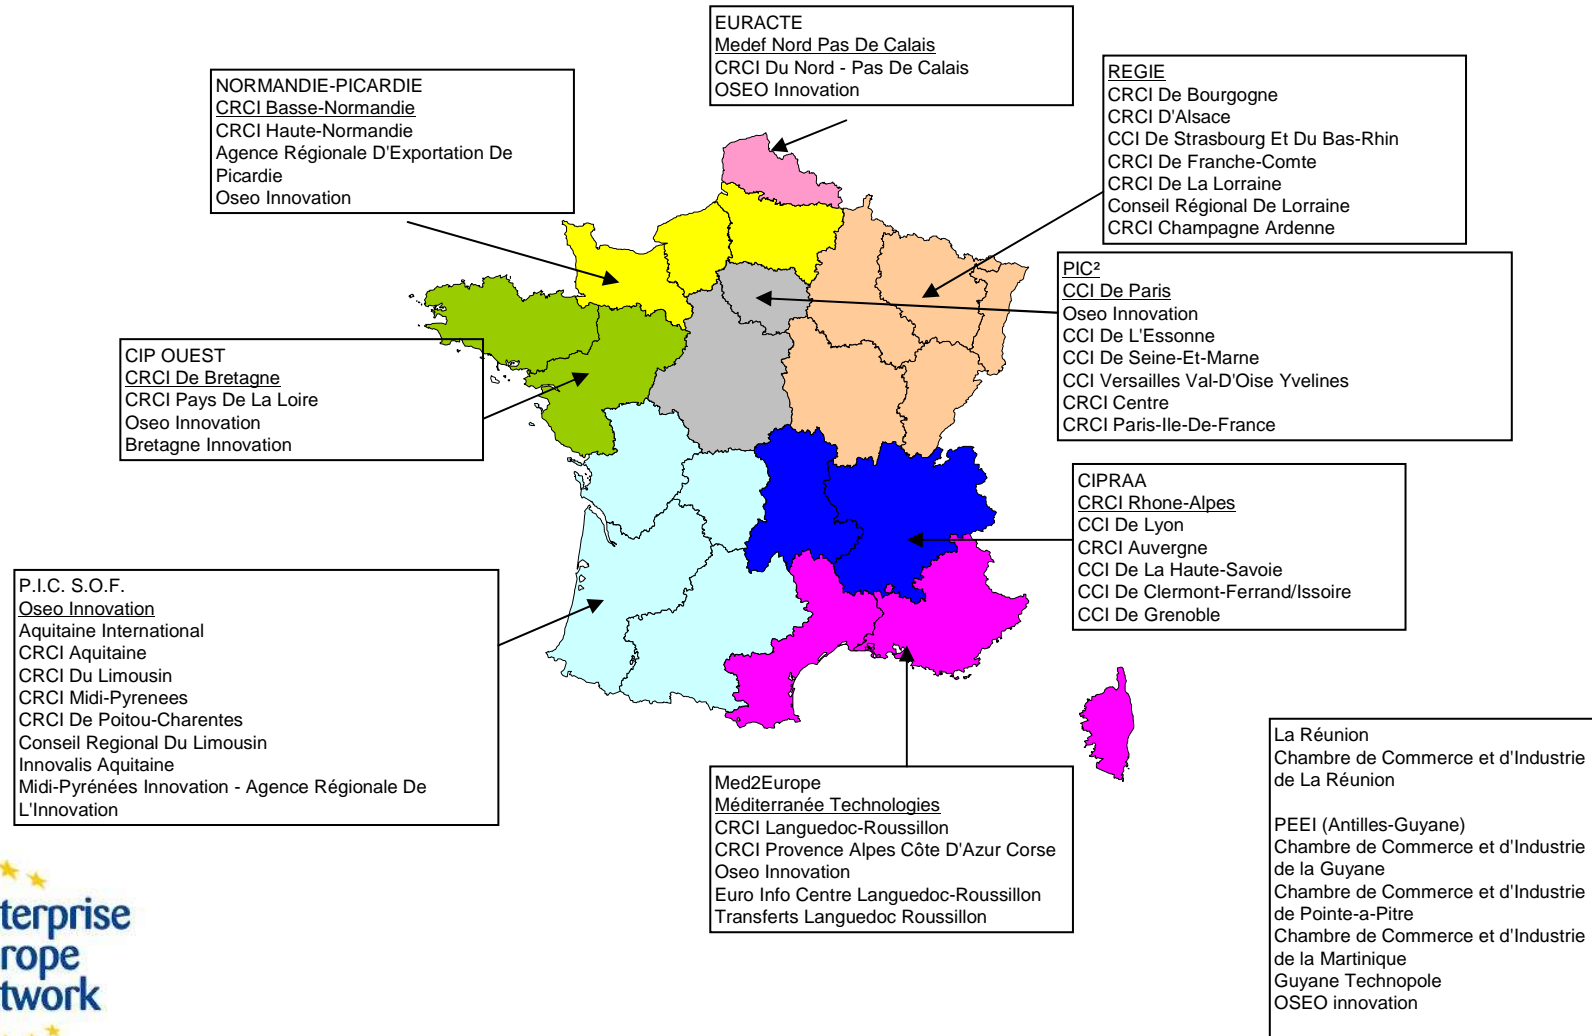 EURACTE
Medef Nord Pas De Calais
CRCI Du Nord - Pas De Calais
OSEO Innovation
NORMANDIE-PICARDIE
CRCI Basse-Normandie
CRCI Haute-Normandie
Agence Régionale D'Exportation De
Picardie
Oseo Innovation
REGIE
CRCI De Bourgogne
CRCI D'Alsace
CCI De Strasbourg Et Du Bas-Rhin
CRCI De Franche-Comte
CRCI De La Lorraine
Conseil Régional De Lorraine
CRCI Champagne Ardenne
PIC²
CCI De Paris
Oseo Innovation
CCI De L'Essonne
CCI De Seine-Et-Marne
CCI Versailles Val-D'Oise Yvelines
CRCI Centre
CRCI Paris-Ile-De-France
CIP OUEST
CRCI De Bretagne
CRCI Pays De La Loire
Oseo Innovation
Bretagne Innovation
CIPRAA
CRCI Rhone-Alpes
CCI De Lyon
CRCI Auvergne
CCI De La Haute-Savoie
CCI De Clermont-Ferrand/Issoire
CCI De Grenoble
P.I.C. S.O.F.
Oseo Innovation
Aquitaine International
CRCI Aquitaine
CRCI Du Limousin
CRCI Midi-Pyrenees
CRCI De Poitou-Charentes
Conseil Regional Du Limousin
Innovalis Aquitaine
Midi-Pyrénées Innovation - Agence Régionale De
L'Innovation
Med2Europe
Méditerranée Technologies
CRCI Languedoc-Roussillon
CRCI Provence Alpes Côte D'Azur Corse
Oseo Innovation
Euro Info Centre Languedoc-Roussillon
Transferts Languedoc Roussillon
La Réunion
Chambre de Commerce et d'Industrie
de La Réunion
PEEI (Antilles-Guyane)
Chambre de Commerce et d'Industrie
de la Guyane
Chambre de Commerce et d'Industrie
de Pointe-a-Pitre
Chambre de Commerce et d'Industrie
de la Martinique
Guyane Technopole
OSEO innovation
terprise
rope
twork